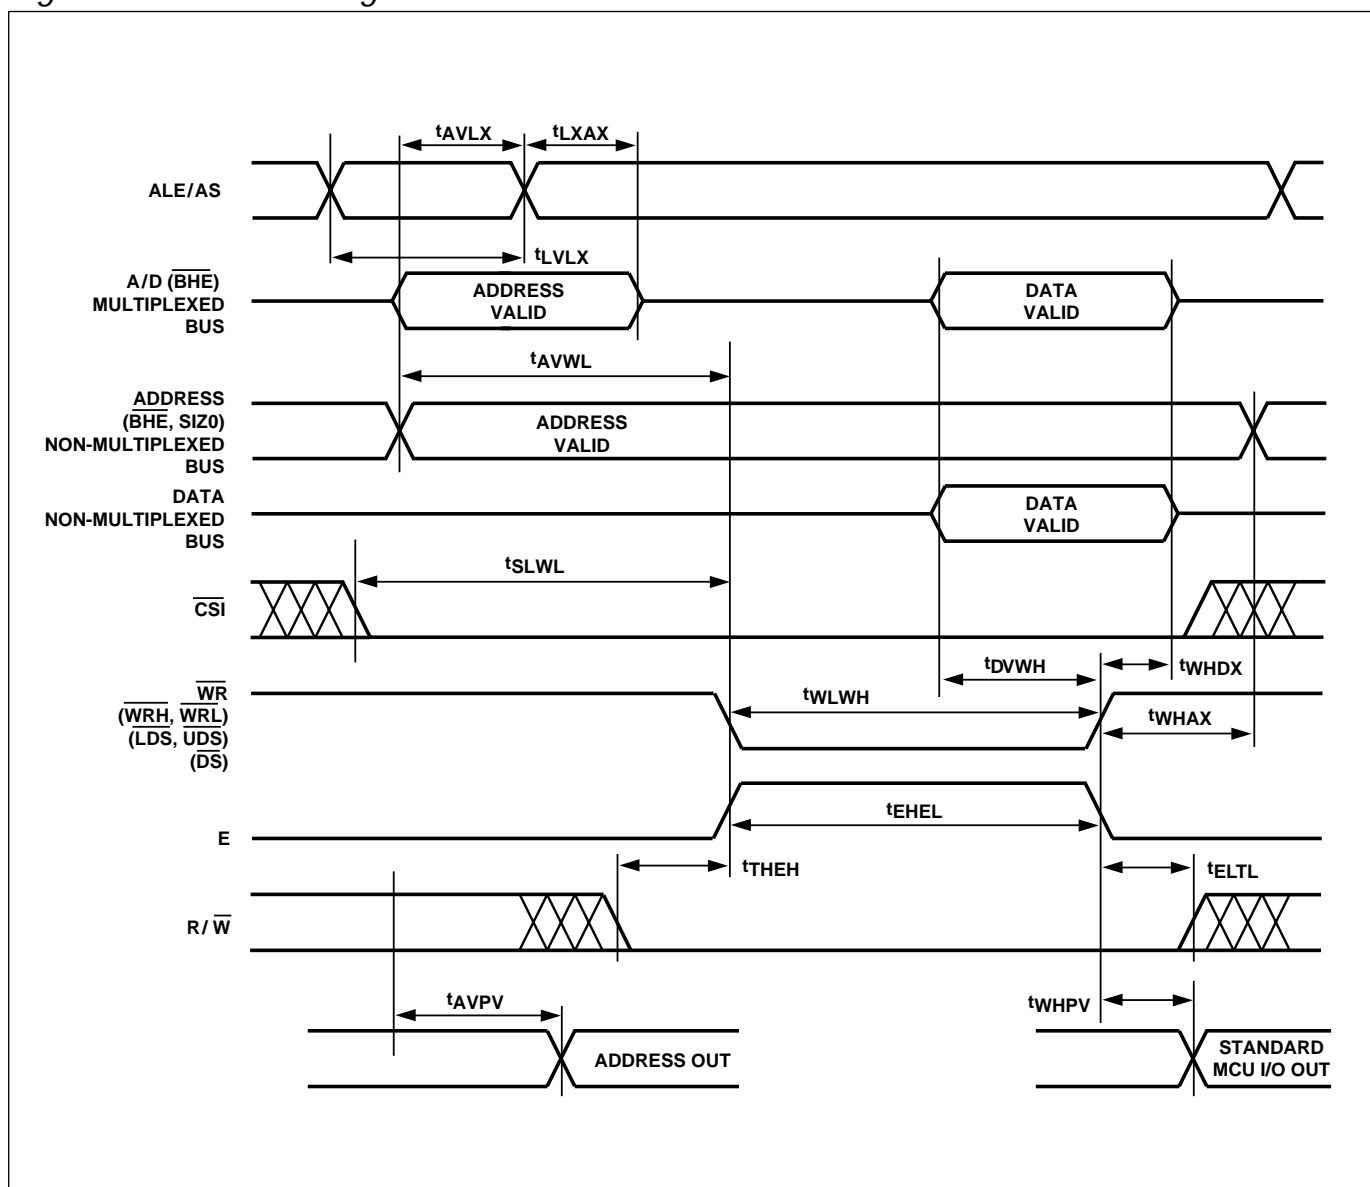 tAVLX tLXAX
ALE/AS
tLVLX
A/D (BHE)
MULTIPLEXED
BUS
ADDRESS
VALID
DATA
VALID
tAVWL
ADDRESS
(BHE, SIZ0)
NON-MULTIPLEXED
BUS
ADDRESS
VALID
DATA
NON-MULTIPLEXED
BUS
DATA
VALID
tSLWL
CSI
tDVWH tWHDX
WR
(WRH, WRL)
(LDS, UDS)
(DS)
tWLWH
tWHAX
tEHEL
E
tTHEH
tELTL
R/W
tAVPV
tWHPV
ADDRESS OUT
STANDARD
MCU I/O OUT